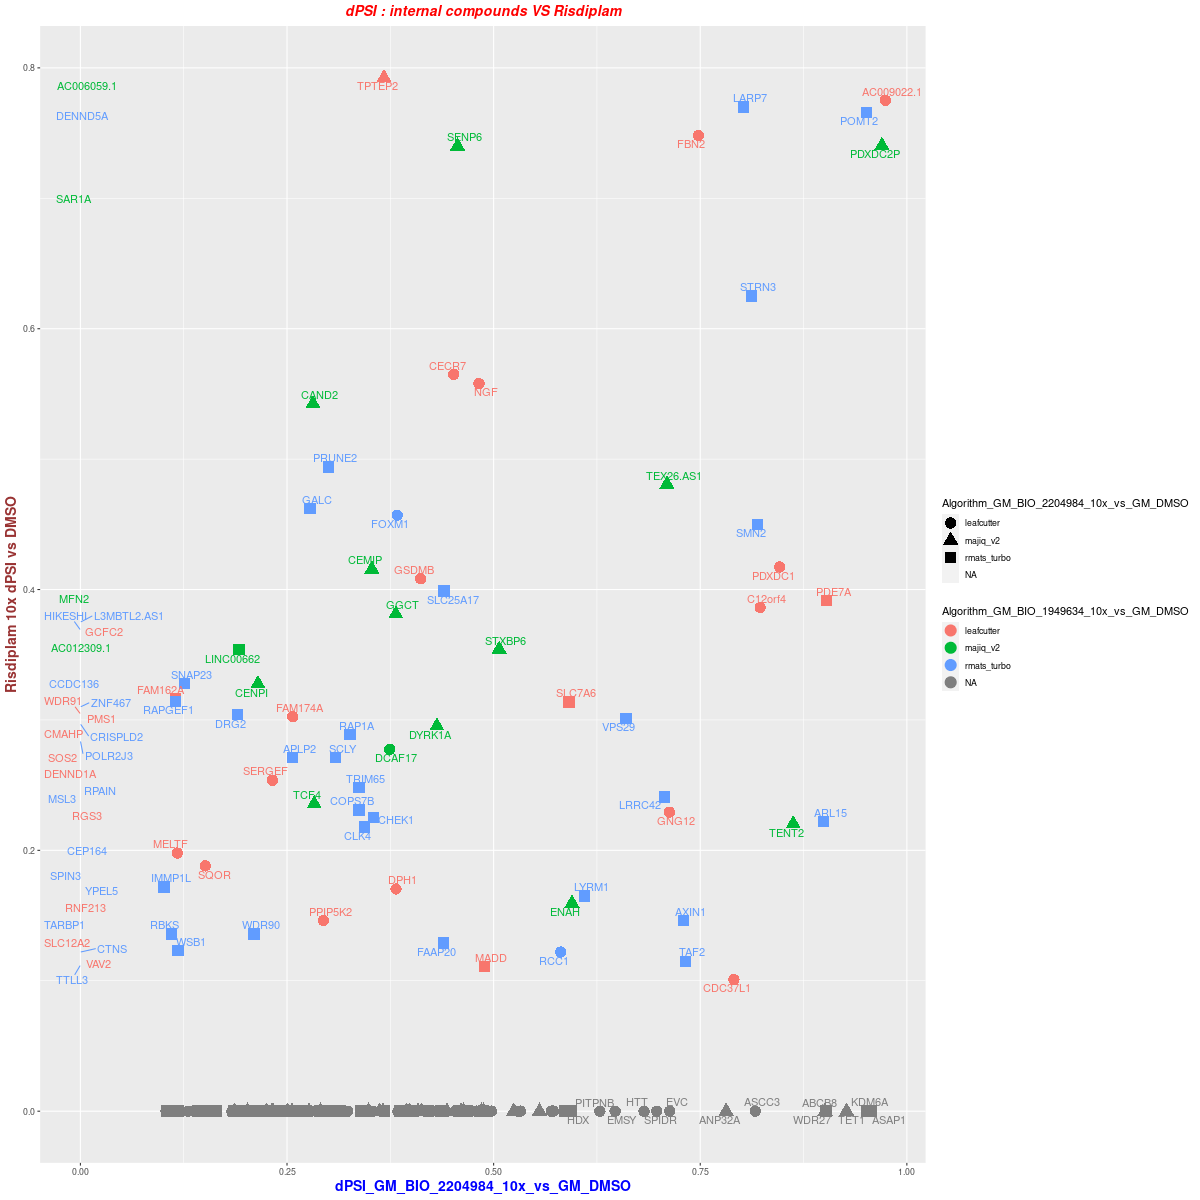 dPSI : internal compounds VS Risdiplam
Risdiplam 10x dPSI vs DMSO
0.8
0.6
0.4
0.2
0.0
AC006059.1
TPTEP2
AC009022.1
LARP7
DENND5A
POMT2
SENP6
FBN2
PDXDC2P
SAR1A
STRN3
CECR7
NGF
CAND2
PRUNE2
TEX26.AS1
GALC
FOXM1
SMN2
CEMIP
GSDMB
PDXDC1
PDE7A
MFN2
SLC25A17
C12orf4
GGCT
HIKESHI
L3MBTL2.AS1
GCFC2
STXBP6
AC012309.1
LINC00662
SNAP23
CCDC136
FAM162A
CENPI
SLC7A6
WDR91
ZNF467
RAPGEF1
FAM174A
PMS1
DRG2
RAP1A
VPS29
CMAHP
CRISPLD2
DYRK1A
APLP2
SCLY
SOS2
POLR2J3
DCAF17
DENND1A
SERGEF
TRIM65
RPAIN
TCF4
MSL3
COPS7B
LRRC42
RGS3
CHEK1
GNG12
ARL15
CLK4
TENT2
MELTF
CEP164
SPIN3
IMMP1L
SQOR
DPH1
YPEL5
LYRM1
RNF213
PPIP5K2
ENAH
AXIN1
TARBP1
RBKS
WDR90
SLC12A2
WSB1
CTNS
FAAP20
TAF2
VAV2
MADD
RCC1
TTLL3
CDC37L1
PITPNB
HTT
EVC
ASCC3
ABCB8
KDM6A
HDX
EMSY
SPIDR
ANP32A
WDR27
TET1
ASAP1
0.00
0.25
0.50
0.75
1.00
dPSI_GM_BIO_2204984_10x_vs_GM_DMSO
Algorithm_GM_BIO_2204984_10x_vs_GM_DMSO
leafcutter
majiq_v2
rmats_turbo
NA
Algorithm_GM_BIO_1949634_10x_vs_GM_DMSO
leafcutter
majiq_v2
rmats_turbo
NA